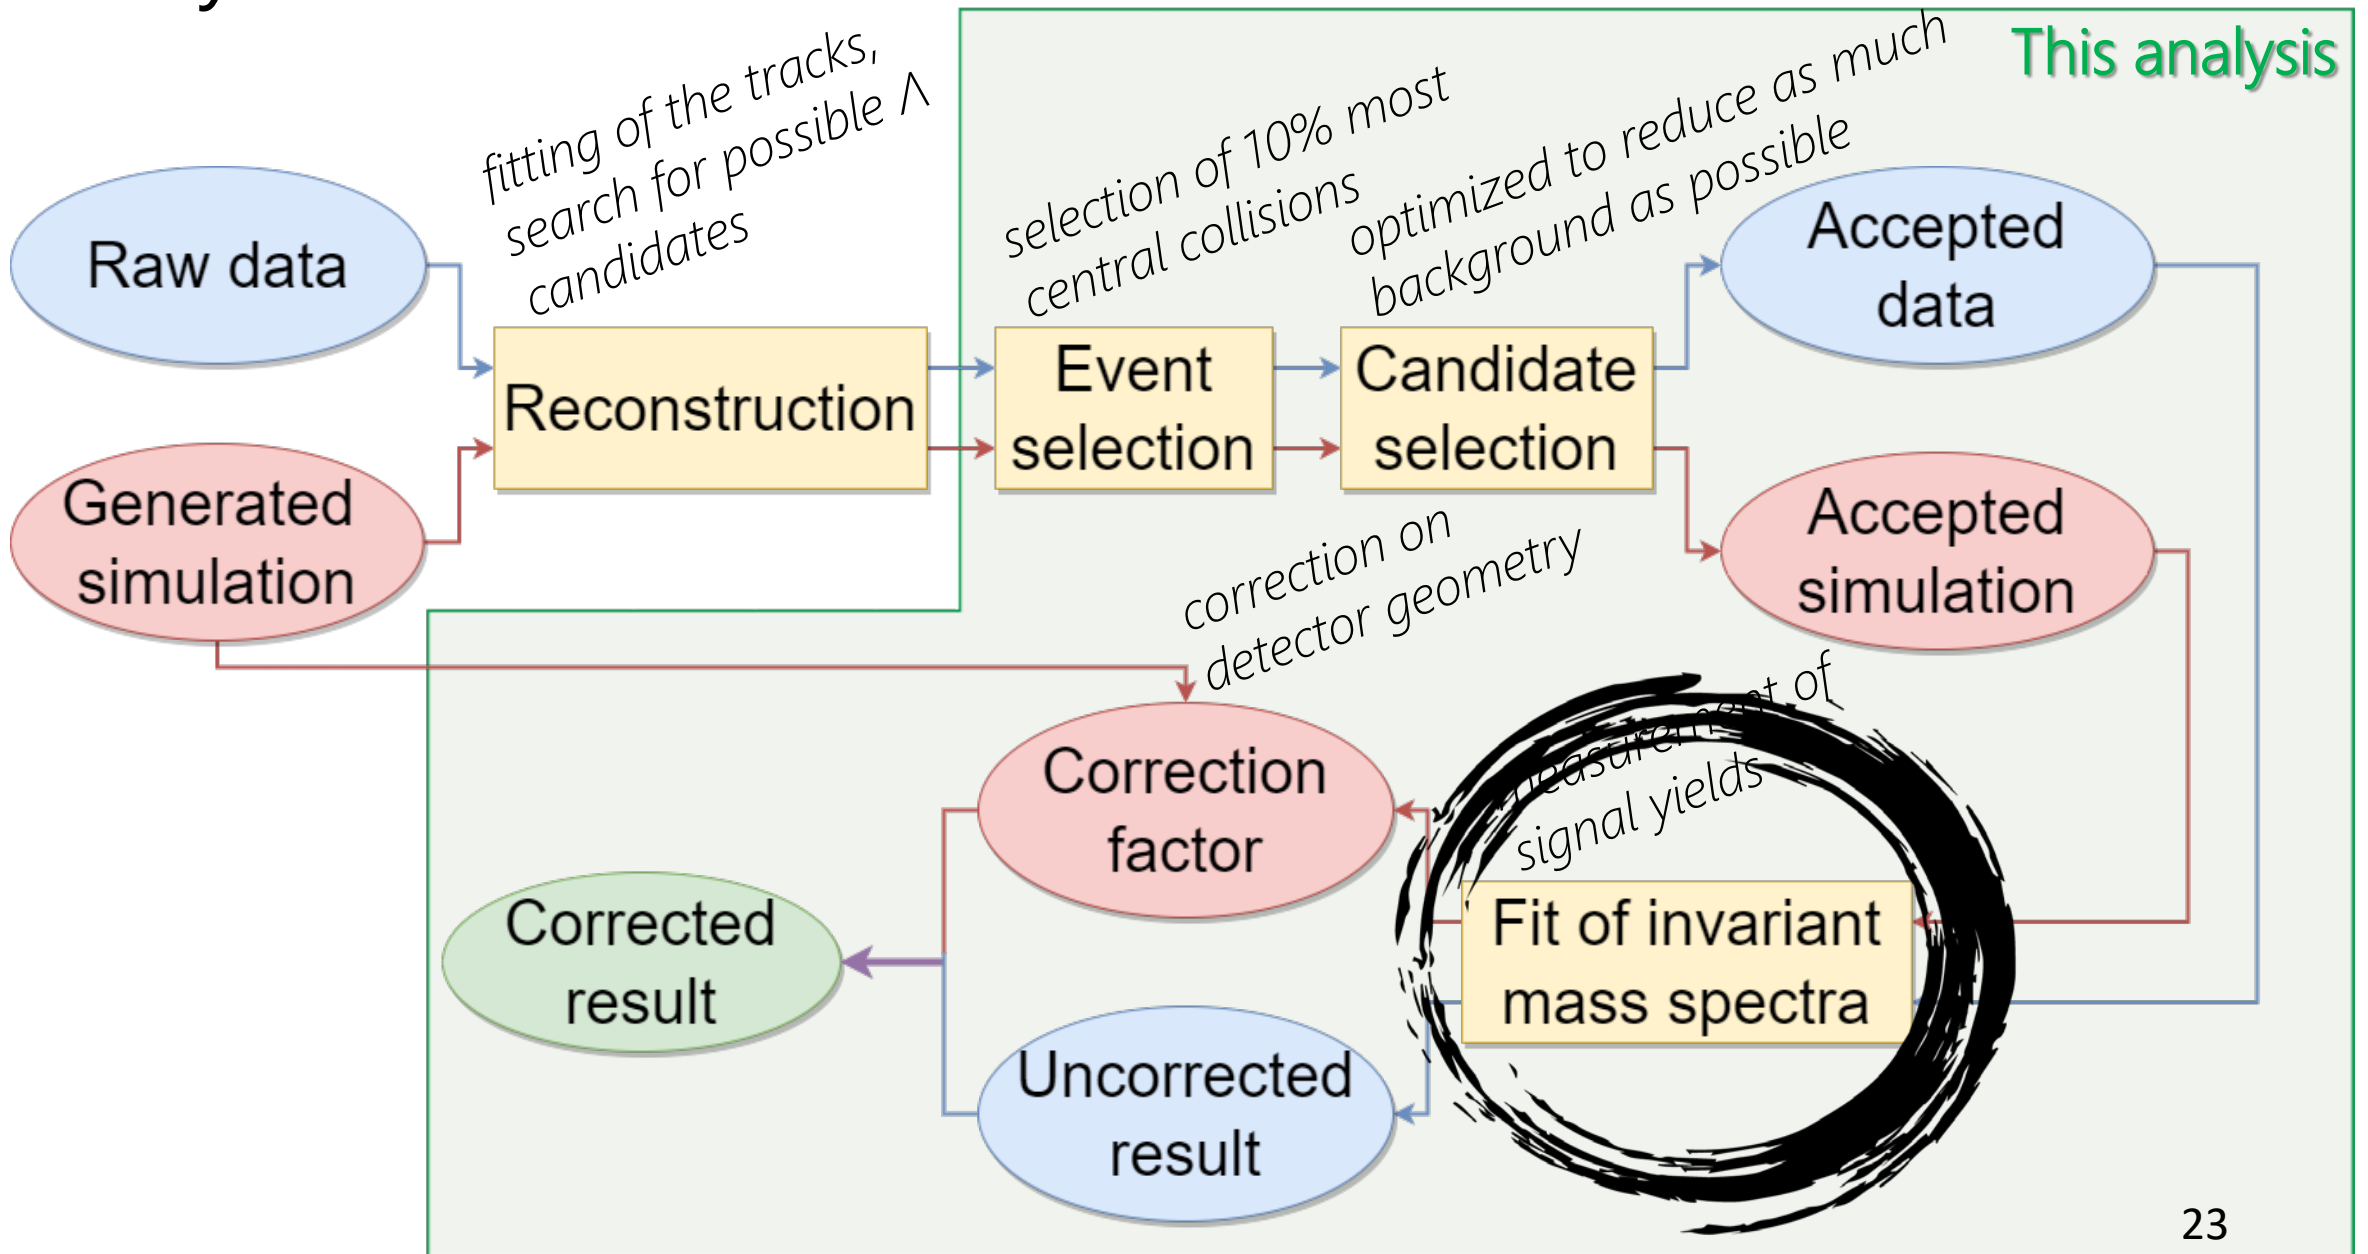 This analysis
fitting of the tracks,
search for possible Λ
candidates
selection of 10% most
central collisions
optimized to reduce as much
background as possible
Raw data
Generated
simulation
Reconstruction
Event
selection
Candidate
selection
Accepted
data
Accepted
simulation
correction on
detector geometry
measurement of
signal yields
Correction
factor
Fit of invariant
mass spectra
Corrected
result
Uncorrected
result
23